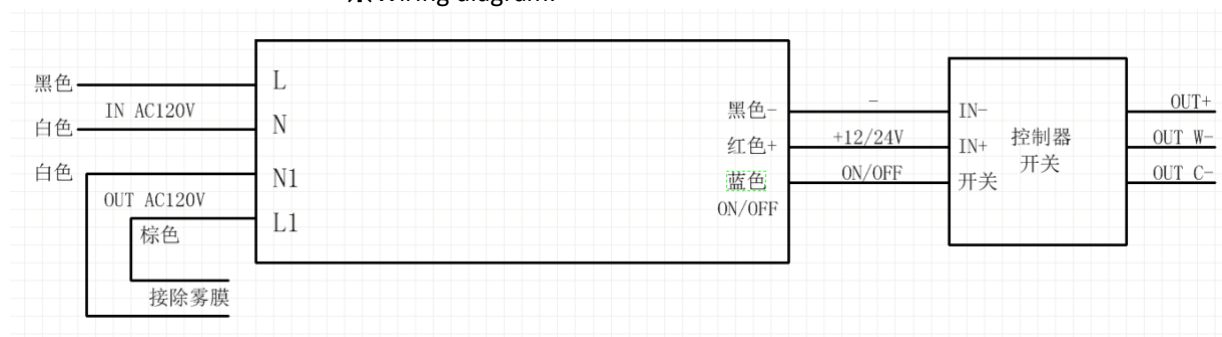 ※Wiring diagram:
黑色
L
IN AC120V
白色
N
白色
N1
OUT AC120V
L1
棕色
接除雾膜
黑色-
红色+
蓝色
ON/OFF
-
+12/24V
ON/OFF
IN-
IN+
开关
控制器
开关
OUT+
OUT W-
OUT C-